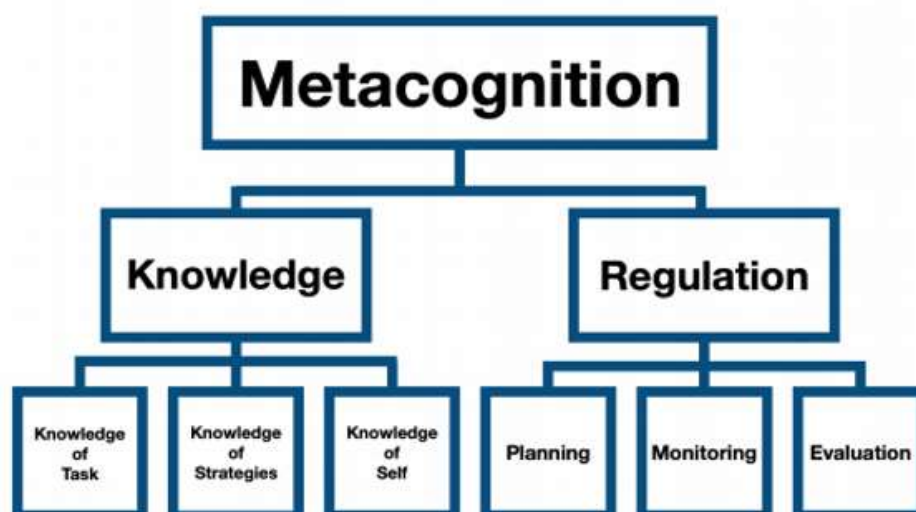 Metacognition
Knowledge
Regulation
Knowledge
of
Task
Knowledge
of
Strategies
Knowledge
of
Self
Planning
Monitoring
Evaluation